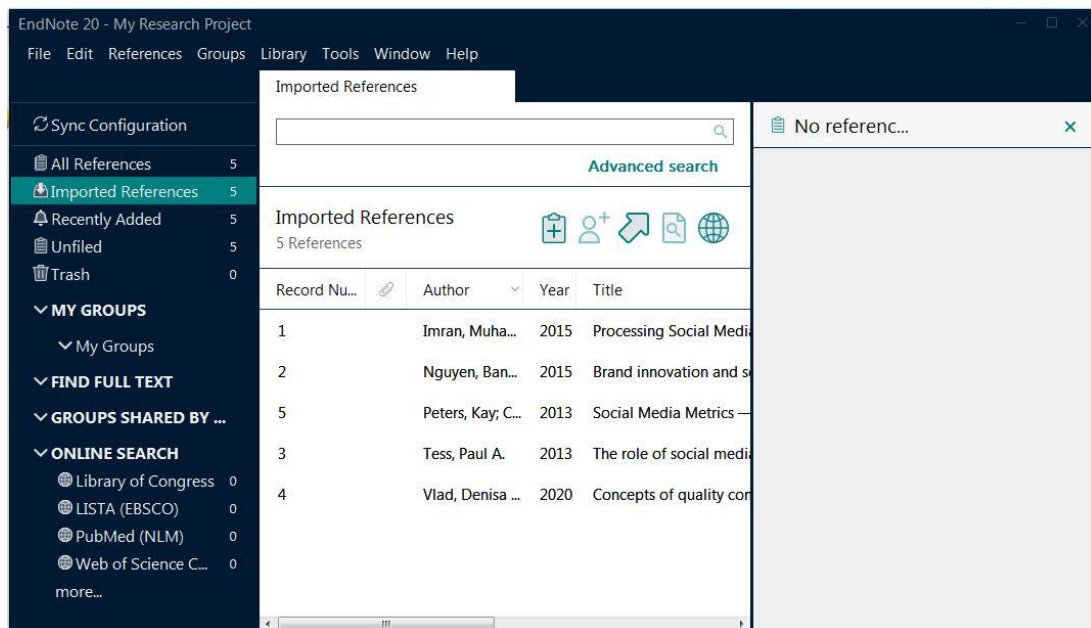 EndNote 20 - My Research Project
File Edit References Groups Library Tools Window Help
Imported References
Sync Configuration
All References 5
Imported References 5
Recently Added 5
Unfiled 5
Trash 0
MY GROUPS
My Groups
FIND FULL TEXT
GROUPS SHARED BY ...
ONLINE SEARCH
Library of Congress 0
LISTA (EBSCO) 0
PubMed (NLM) 0
Web of Science C... 0
more...
Advanced search
Imported References
5 References
Record Nu... Author Year Title
1 Imran, Muha... 2015 Processing Social Media
2 Nguyen, Ban... 2015 Brand innovation and so
5 Peters, Kay; C... 2013 Social Media Metrics —
3 Tess, Paul A. 2013 The role of social media
4 Vlad, Denisa ... 2020 Concepts of quality con
No referenc...